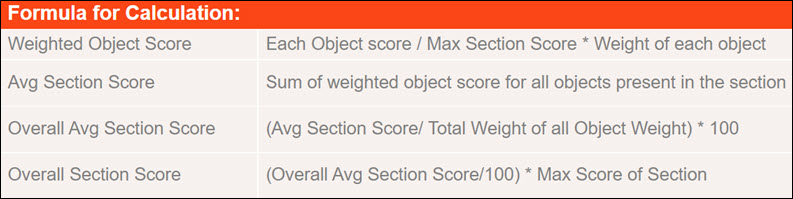 Formula for Calculation:
Weighted Object Score Each Object score / Max Section Score * Weight of each object
Avg Section Score Sum of weighted object score for all objects present in the section
Overall Avg Section Score (Avg Section Score/ Total Weight of all Object Weight) * 100
Overall Section Score (Overall Avg Section Score/100) * Max Score of Section